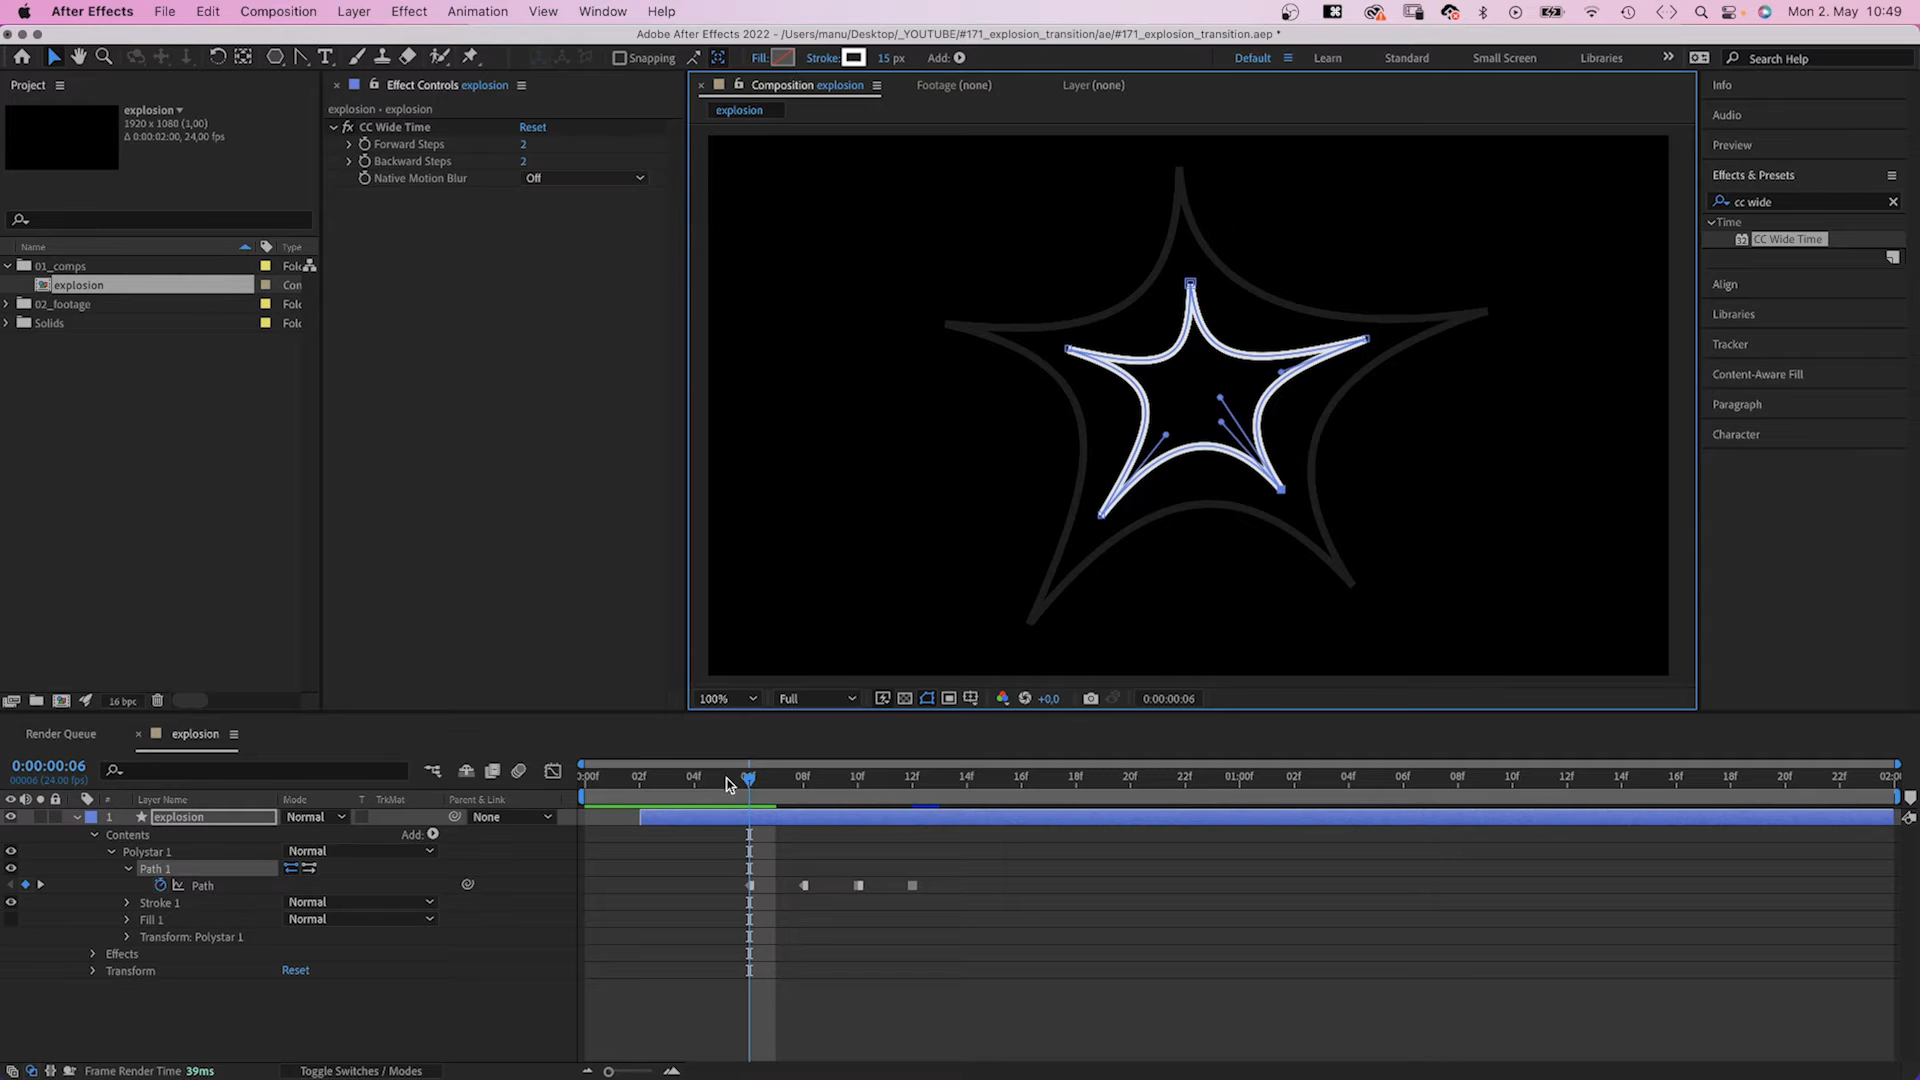 After Effects File Edit Composition Layer Effect Animation View Window Help Mon 2. May 10:49
Adobe After Effects 2022 - /Users/manu/Desktop/_YOUTUBE/#171_explosion_transition/ae/#171_explosion_transition.aep *
Snapping Fill: Stroke: 15 px Add: Default Learn Standard Small Screen Libraries Search Help
Project Effect Controls explosion Composition explosion Footage (none) Layer (none) Info
explosion
1920 x 1080 (1,00)
Δ 0:00:02:00, 24,00 fps
explosion • explosion
explosion
CC Wide Time Reset
Forward Steps 2
Backward Steps 2
Native Motion Blur Off
Audio
Preview
Effects & Presets
cc wide
Time
32 CC Wide Time
Align
Libraries
Tracker
Content-Aware Fill
Paragraph
Character
Name Type
01_comps Fol
explosion Con
02_footage Fol
Solids Fol
16 bpc
100% Full +0,0 0:00:00:06
Render Queue explosion
0:00:00:06
00006 (24.00 fps)
):00f 02f 04f 08f 10f 12f 14f 16f 18f 20f 22f 01:00f 02f 04f 06f 08f 10f 12f 14f 16f 18f 20f 22f 02:0
# Layer Name Mode T TrkMat Parent & Link
1 explosion Normal None
Contents Add:
Polystar 1 Normal
Path 1
Path
Stroke 1 Normal
Fill 1 Normal
Transform: Polystar 1
Effects
Transform Reset
Frame Render Time 39ms Toggle Switches / Modes